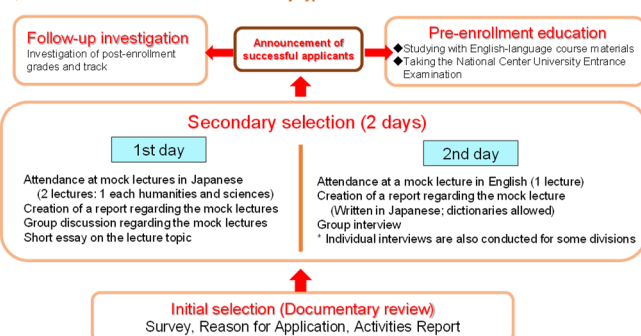 Follow-up investigation
Investigation of post-enrollment
grades and track
Announcement of
successful applicants
Pre-enrollment education
◆Studying with English-language course materials
◆Taking the National Center University Entrance
Examination
Secondary selection (2 days)
1st day
Attendance at mock lectures in Japanese
(2 lectures: 1 each humanities and sciences)
Creation of a report regarding the mock lectures
Group discussion regarding the mock lectures
Short essay on the lecture topic
2nd day
Attendance at a mock lecture in English (1 lecture)
Creation of a report regarding the mock lecture
(Written in Japanese; dictionaries allowed)
Group interview
* Individual interviews are also conducted for some divisions
Initial selection (Documentary review)
Survey, Reason for Application, Activities Report